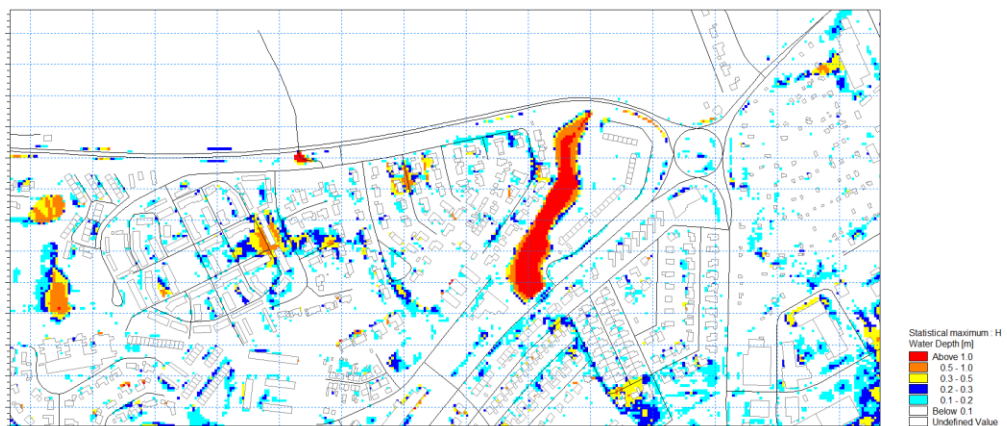 Statistical maximum : H
Water Depth [m]
Above 1.0
0.5 - 1.0
0.3 - 0.5
0.2 - 0.3
0.1 - 0.2
Below 0.1
Undefined Value